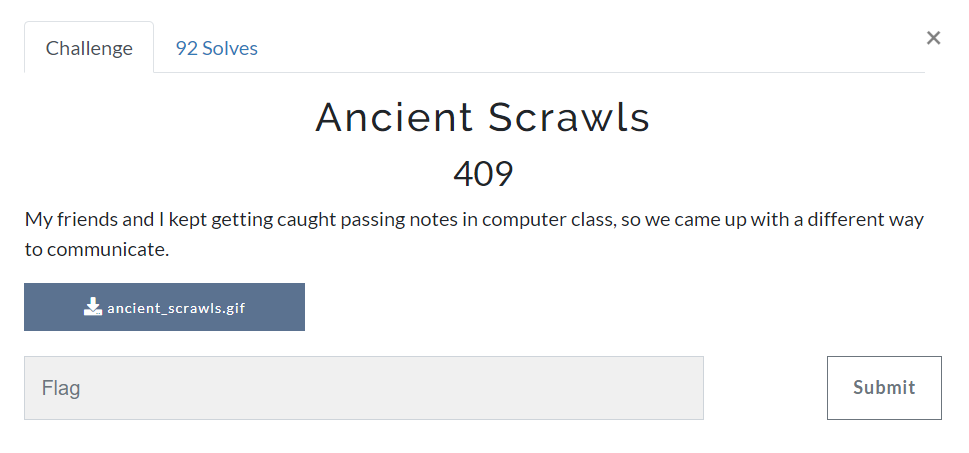 Challenge
92 Solves
×
Ancient Scrawls
409
My friends and I kept getting caught passing notes in computer class, so we came up with a different way
to communicate.
ancient_scrawls.gif
Flag
Submit